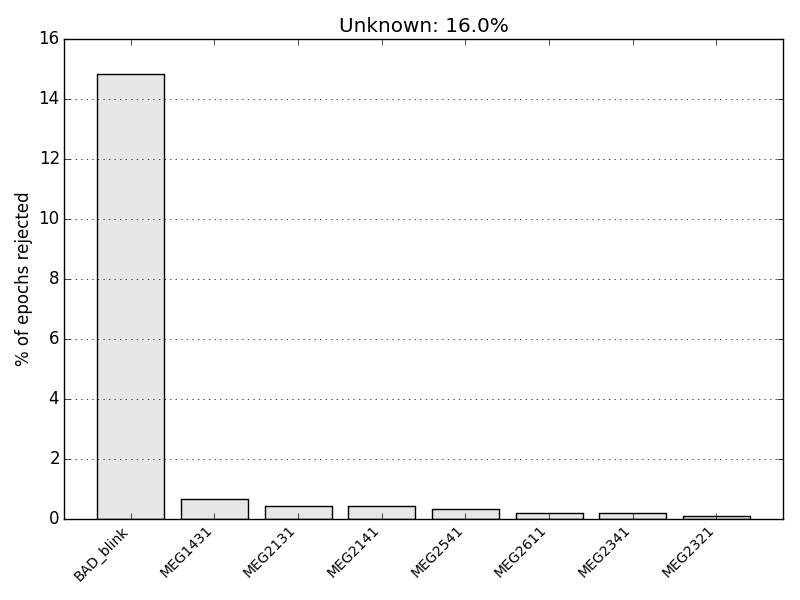 Unknown: 16.0%
% of epochs rejected
16
14
12
10
8
6
4
2
0
BAD_blink
MEG1431
MEG2131
MEG2141
MEG2541
MEG2611
MEG2341
MEG2321